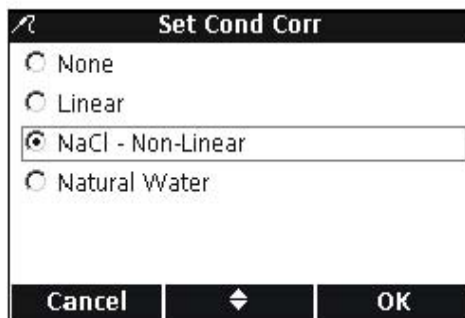 Set Cond Corr
None
Linear
NaCl - Non-Linear
Natural Water
Cancel OK